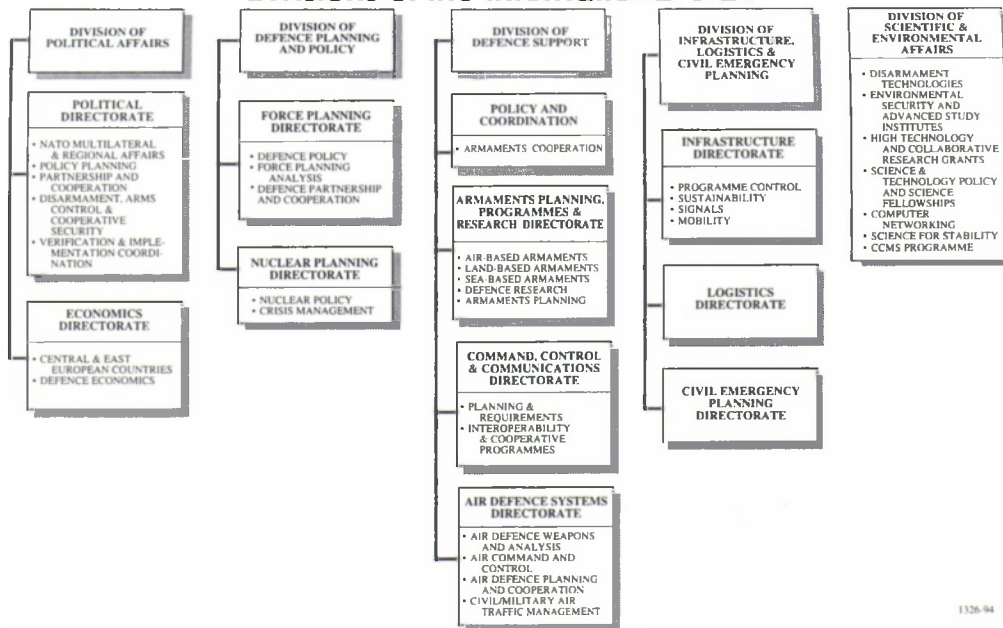 DIVISION OF
POLITICAL AFFAIRS
POLITICAL
DIRECTORATE
• NATO MULTILATERAL
& REGIONAL AFFAIRS
• POLICY PLANNING
• PARTNERSHIP AND
COOPERATION
• DISARMAMENT, ARMS
CONTROL &
COOPERATIVE
SECURITY
• VERIFICATION & IMPLE-
MENTATION COORDI-
NATION
ECONOMICS
DIRECTORATE
• CENTRAL & EAST
EUROPEAN COUNTRIES
• DEFENCE ECONOMICS
DIVISION OF
DEFENCE PLANNING
AND POLICY
FORCE PLANNING
DIRECTORATE
• DEFENCE POLICY
• FORCE PLANNING
ANALYSIS
• DEFENCE PARTNERSHIP
AND COOPERATION
NUCLEAR PLANNING
DIRECTORATE
• NUCLEAR POLICY
• CRISIS MANAGEMENT
DIVISION OF
DEFENCE SUPPORT
POLICY AND
COORDINATION
• ARMAMENTS COOPERATION
ARMAMENTS PLANNING,
PROGRAMMES &
RESEARCH DIRECTORATE
• AIR-BASED ARMAMENTS
• LAND-BASED ARMAMENTS
• SEA-BASED ARMAMENTS
• DEFENCE RESEARCH
• ARMAMENTS PLANNING
COMMAND, CONTROL
& COMMUNICATIONS
DIRECTORATE
• PLANNING &
REQUIREMENTS
• INTEROPERABILITY
& COOPERATIVE
PROGRAMMES
AIR DEFENCE SYSTEMS
DIRECTORATE
• AIR DEFENCE WEAPONS
AND ANALYSIS
• AIR COMMAND AND
CONTROL
• AIR DEFENCE PLANNING
AND COOPERATION
• CIVIL/MILITARY AIR
TRAFFIC MANAGEMENT
DIVISION OF
INFRASTRUCTURE,
LOGISTICS &
CIVIL EMERGENCY
PLANNING
INFRASTRUCTURE
DIRECTORATE
• PROGRAMME CONTROL
• SUSTAINABILITY
• SIGNALS
• MOBILITY
LOGISTICS
DIRECTORATE
CIVIL EMERGENCY
PLANNING
DIRECTORATE
DIVISION OF
SCIENTIFIC &
ENVIRONMENTAL
AFFAIRS
• DISARMAMENT
TECHNOLOGIES
• ENVIRONMENTAL
SECURITY AND
ADVANCED STUDY
INSTITUTES
• HIGH TECHNOLOGY
AND COLLABORATIVE
RESEARCH GRANTS
• SCIENCE &
TECHNOLOGY POLICY
AND SCIENCE
FELLOWSHIPS
• COMPUTER
NETWORKING
• SCIENCE FOR STABILITY
• CCMS PROGRAMME
1326-94